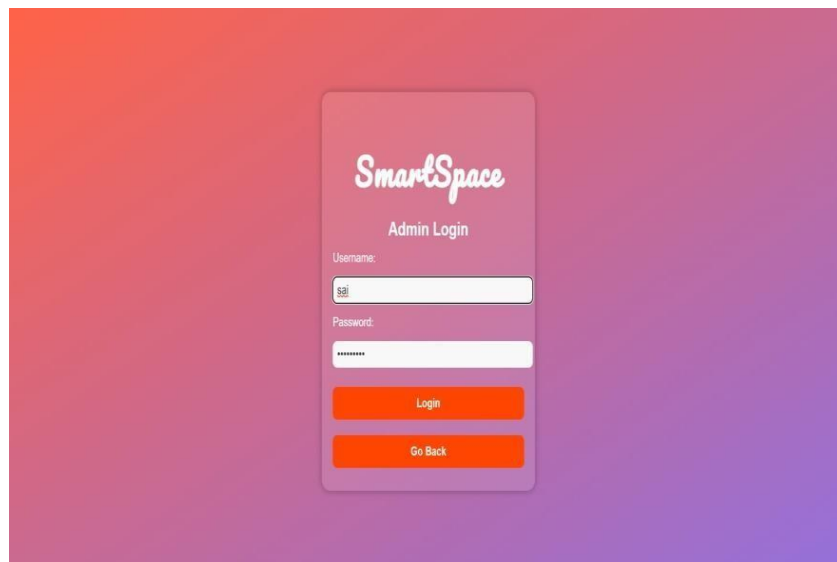 SmartSpace
Admin Login
Username:
sai
Password:
•••••••••
Login
Go Back